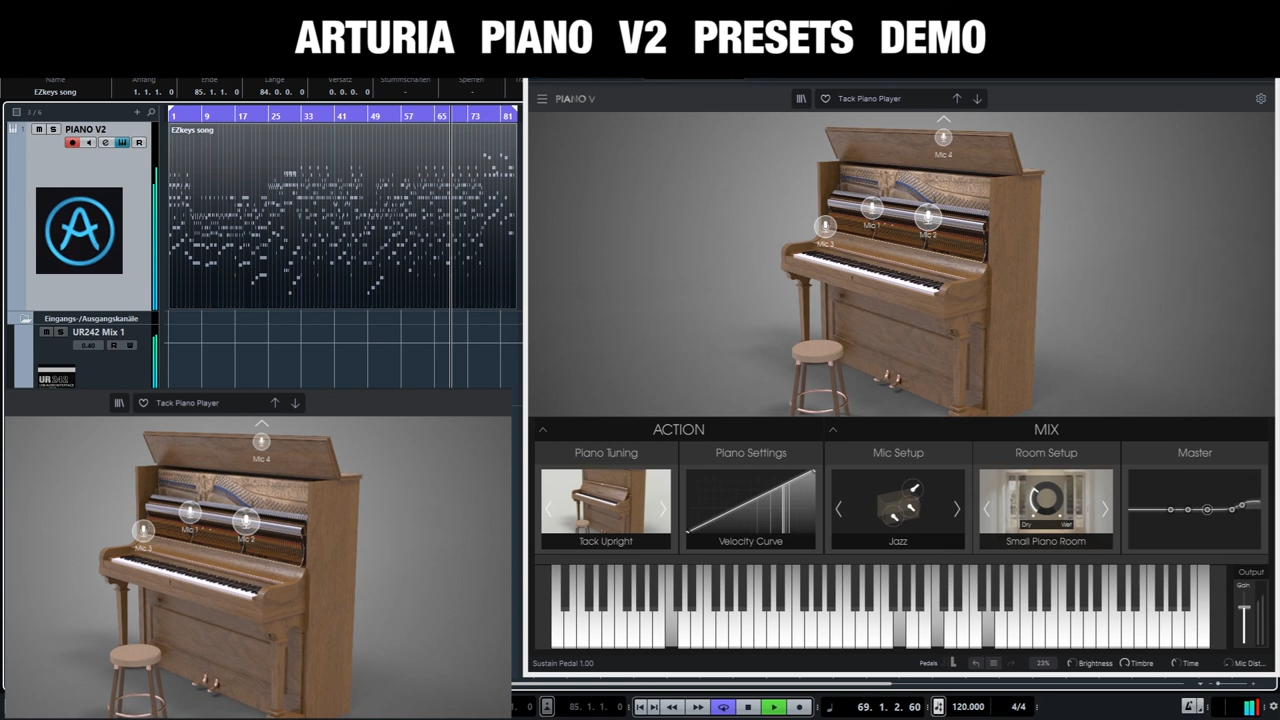 ARTURIA PIANO V2 PRESETS DEMO
Name Anfang Ende Länge Versatz Stummschalten Sperren
EZkeys song 1. 1. 1. 0 85. 1. 1. 0 84. 0. 0. 0 0. 0. 0. 0 - -
3 / 6
1 9 17 25 33 41 49 57 65 73 81
1 m S PIANO V2
R
EZkeys song
Eingangs-/Ausgangskanäle
m S UR242 Mix 1
0.40 R W
UR242
Tack Piano Player
Mic 4
Mic 1
Mic 2
Mic 3
PIANO V
Tack Piano Player
Mic 4
Mic 1
Mic 2
Mic 3
ACTION MIX
Piano Tuning Piano Settings Mic Setup Room Setup Master
Dry Wet
Tack Upright Velocity Curve Jazz Small Piano Room
Output
Gain
Sustain Pedal 1.00 Pedals 23% Brightness Timbre Time Mic Dist...
85. 1. 1. 0 69. 1. 2. 60 120.000 4/4